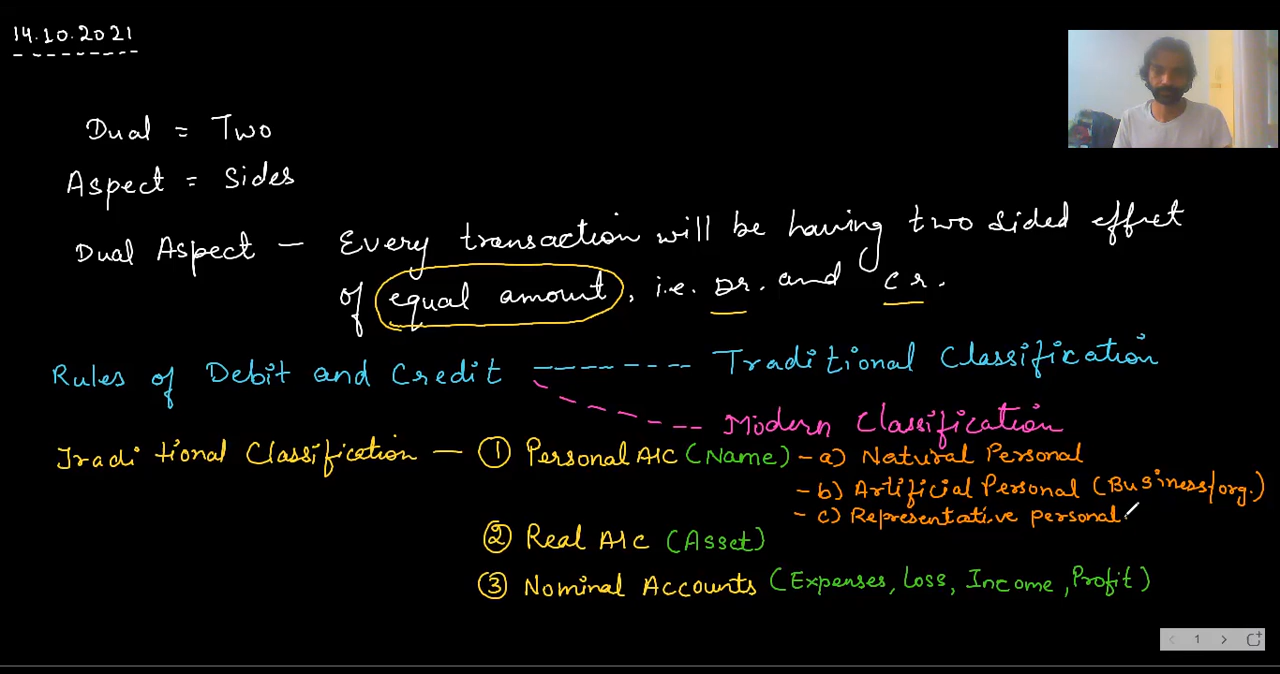 14.10.2021
Dual = Two
Aspect = Sides
Dual Aspect — Every transaction will be having two sided effect
of equal amount, i.e. Dr. and Cr.
Rules of Debit and Credit ------- Traditional Classification
------ Modern Classification
Traditional Classification — ① Personal A/C (Name) - a) Natural Personal
- b) Artificial Personal (Business/org.)
- c) Representative personal.
② Real A/C (Asset)
③ Nominal Accounts (Expenses, Loss, Income, Profit)
1